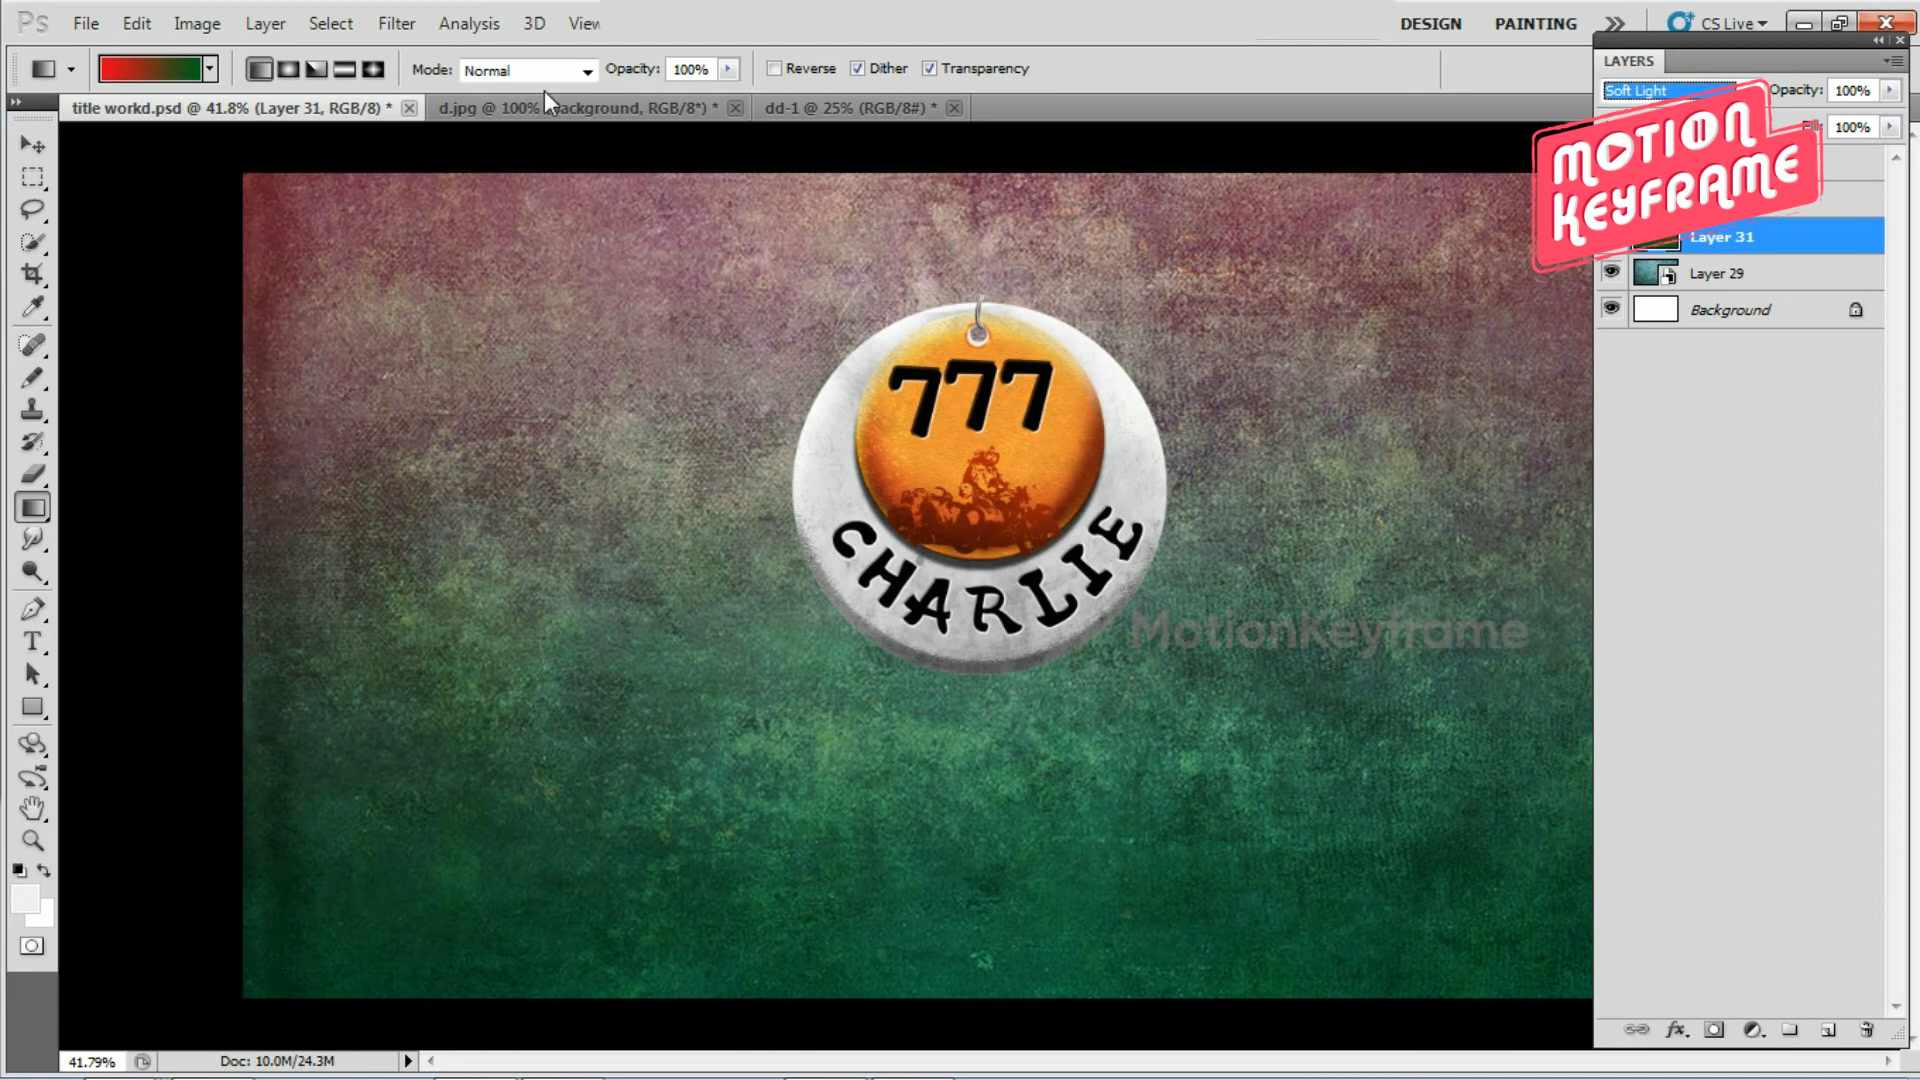 Ps File Edit Image Layer Select Filter Analysis 3D View DESIGN PAINTING CS Live
Mode: Normal Opacity: 100% Reverse Dither Transparency
LAYERS
Soft Light Opacity: 100%
title workd.psd @ 41.8% (Layer 31, RGB/8) * d.jpg @ 100% ackground, RGB/8*) * dd-1 @ 25% (RGB/8#) *
100%
MOTION
KEYFRAME
Layer 31
Layer 29
Background
777
CHARLIE
MotionKeyframe
T
fx
41.79% Doc: 10.0M/24.3M